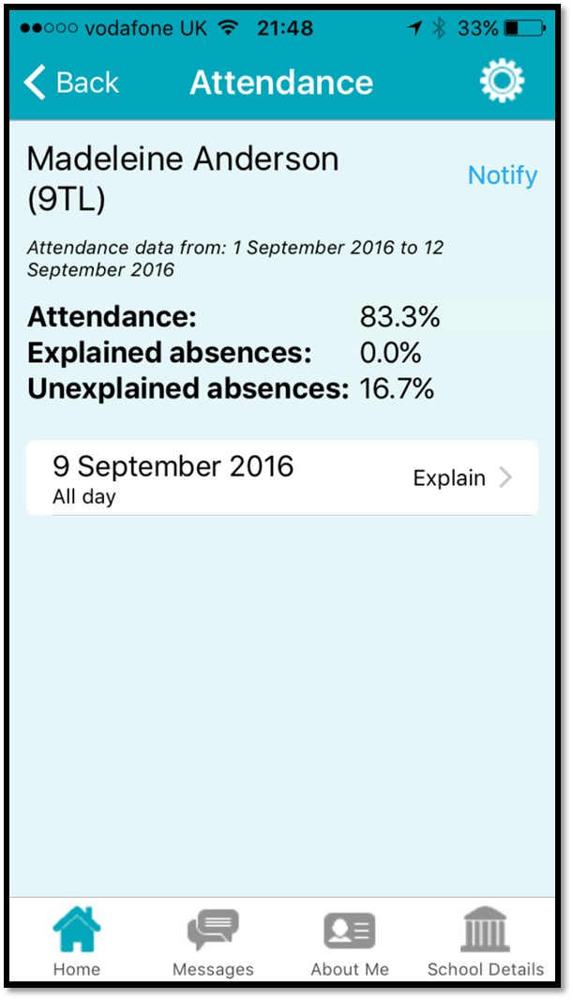 vodafone UK 21:48 33%
Back Attendance
Madeleine Anderson
(9TL)
Notify
Attendance data from: 1 September 2016 to 12
September 2016
Attendance: 83.3%
Explained absences: 0.0%
Unexplained absences: 16.7%
9 September 2016
All day
Explain
Home Messages About Me School Details